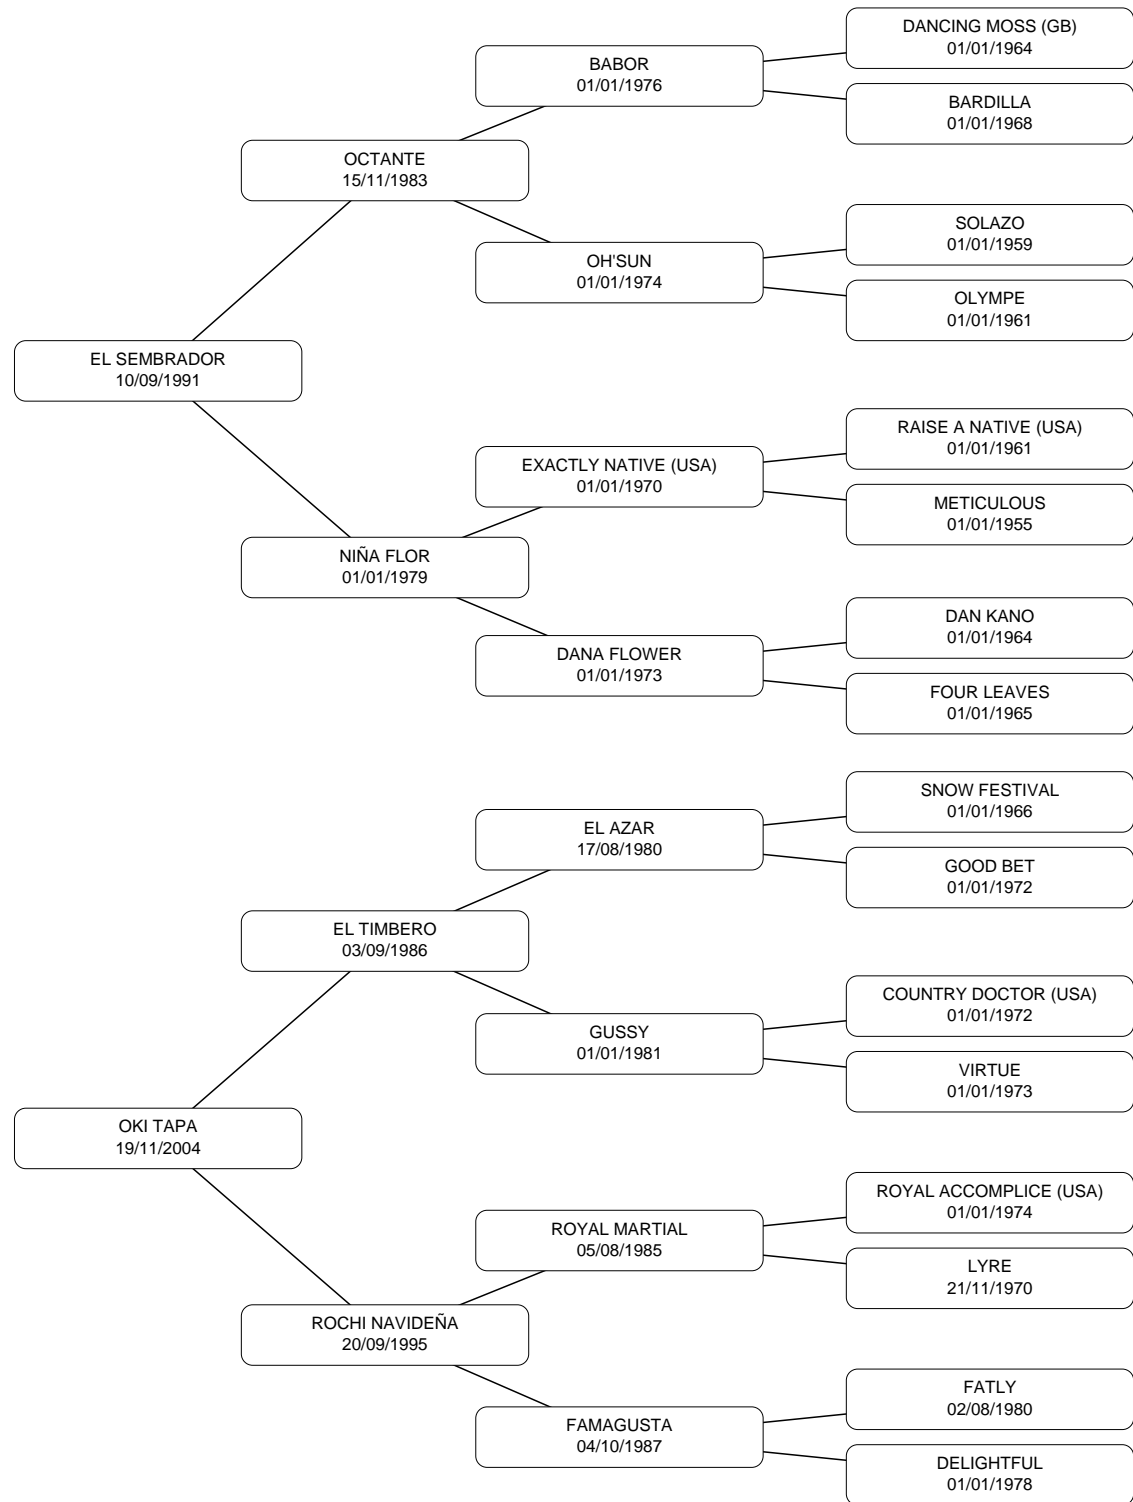 DANCING MOSS (GB)
01/01/1964
BABOR
01/01/1976
BARDILLA
01/01/1968
OCTANTE
15/11/1983
SOLAZO
01/01/1959
OH'SUN
01/01/1974
OLYMPE
01/01/1961
EL SEMBRADOR
10/09/1991
RAISE A NATIVE (USA)
01/01/1961
EXACTLY NATIVE (USA)
01/01/1970
METICULOUS
01/01/1955
NIÑA FLOR
01/01/1979
DAN KANO
01/01/1964
DANA FLOWER
01/01/1973
FOUR LEAVES
01/01/1965
SNOW FESTIVAL
01/01/1966
EL AZAR
17/08/1980
GOOD BET
01/01/1972
EL TIMBERO
03/09/1986
COUNTRY DOCTOR (USA)
01/01/1972
GUSSY
01/01/1981
VIRTUE
01/01/1973
OKI TAPA
19/11/2004
ROYAL ACCOMPLICE (USA)
01/01/1974
ROYAL MARTIAL
05/08/1985
LYRE
21/11/1970
ROCHI NAVIDEÑA
20/09/1995
FATLY
02/08/1980
FAMAGUSTA
04/10/1987
DELIGHTFUL
01/01/1978